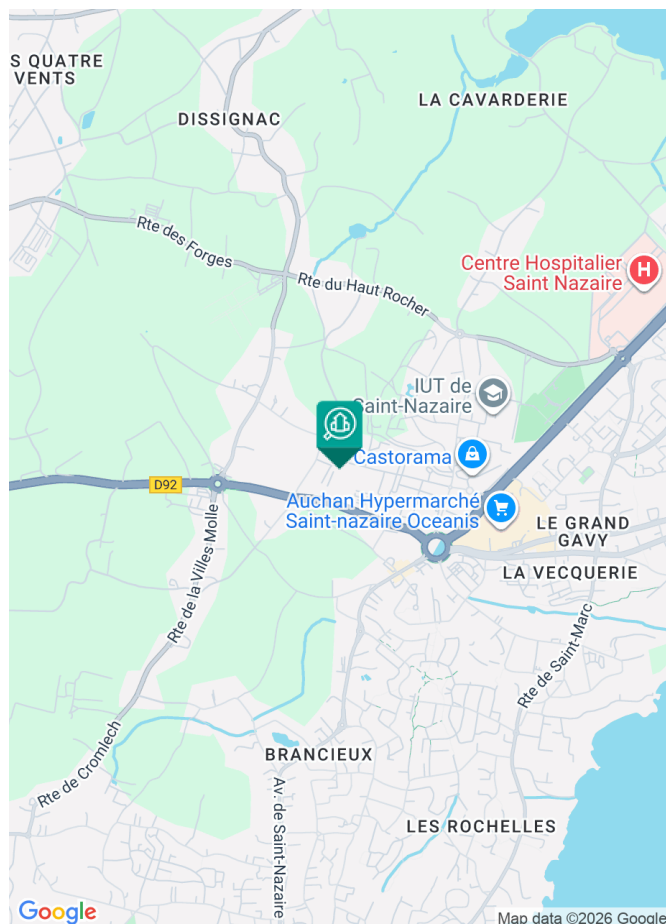 S QUATRE
VENTS
LA CAVARDERIE
DISSIGNAC
Rte des Forges
Rte du Haut Rocher
Centre Hospitalier
Saint Nazaire
H
IUT de
Saint-Nazaire
Castorama
D92
Auchan Hypermarché
Saint-nazaire Oceanis
LE GRAND
GAVY
LA VECQUERIE
Rte de la Villes Molle
Rte de Saint-Marc
Rte de Cromlech
BRANCIEUX
Av. de Saint-Nazaire
LES ROCHELLES
Google
Map data ©2026 Google